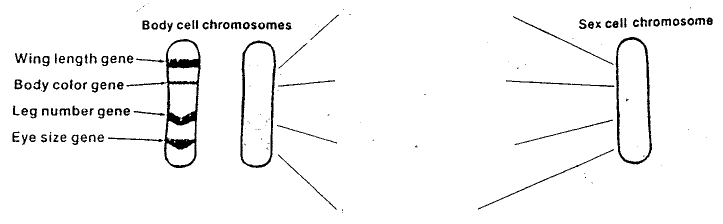 Body cell chromosomes
Sex cell chromosome
Wing length gene
Body color gene
Leg number gene
Eye size gene